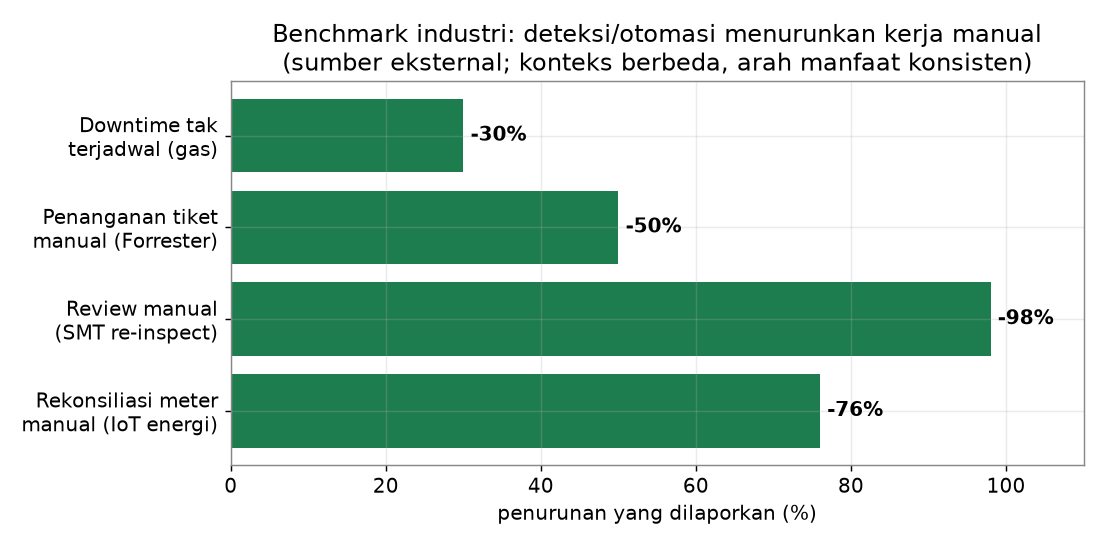 Benchmark industri: deteksi/otomasi menurunkan kerja manual
(sumber eksternal; konteks berbeda, arah manfaat konsisten)
Downtime tak
terjadwal (gas)
-30%
Penanganan tiket
manual (Forrester)
-50%
Review manual
(SMT re-inspect)
-98%
Rekonsiliasi meter
manual (IoT energi)
-76%
0 20 40 60 80 100
penurunan yang dilaporkan (%)